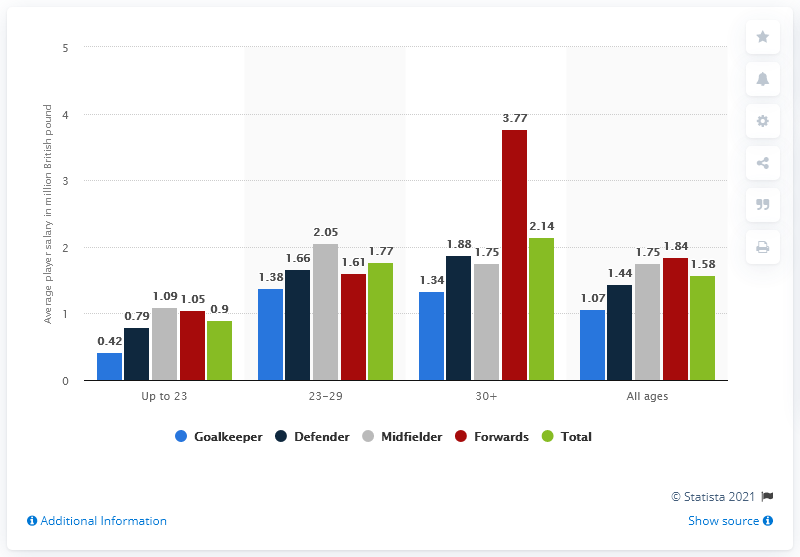 Average player salary in million British pound
5
4
3
2
1
0
0.42 0.79 1.09 1.05 0.9
1.38 1.66 2.05 1.61 1.77
1.34 1.88 1.75 3.77 2.14
1.07 1.44 1.75 1.84 1.58
Up to 23 23-29 30+ All ages
Goalkeeper Defender Midfielder Forwards Total
© Statista 2021
Additional Information Show source